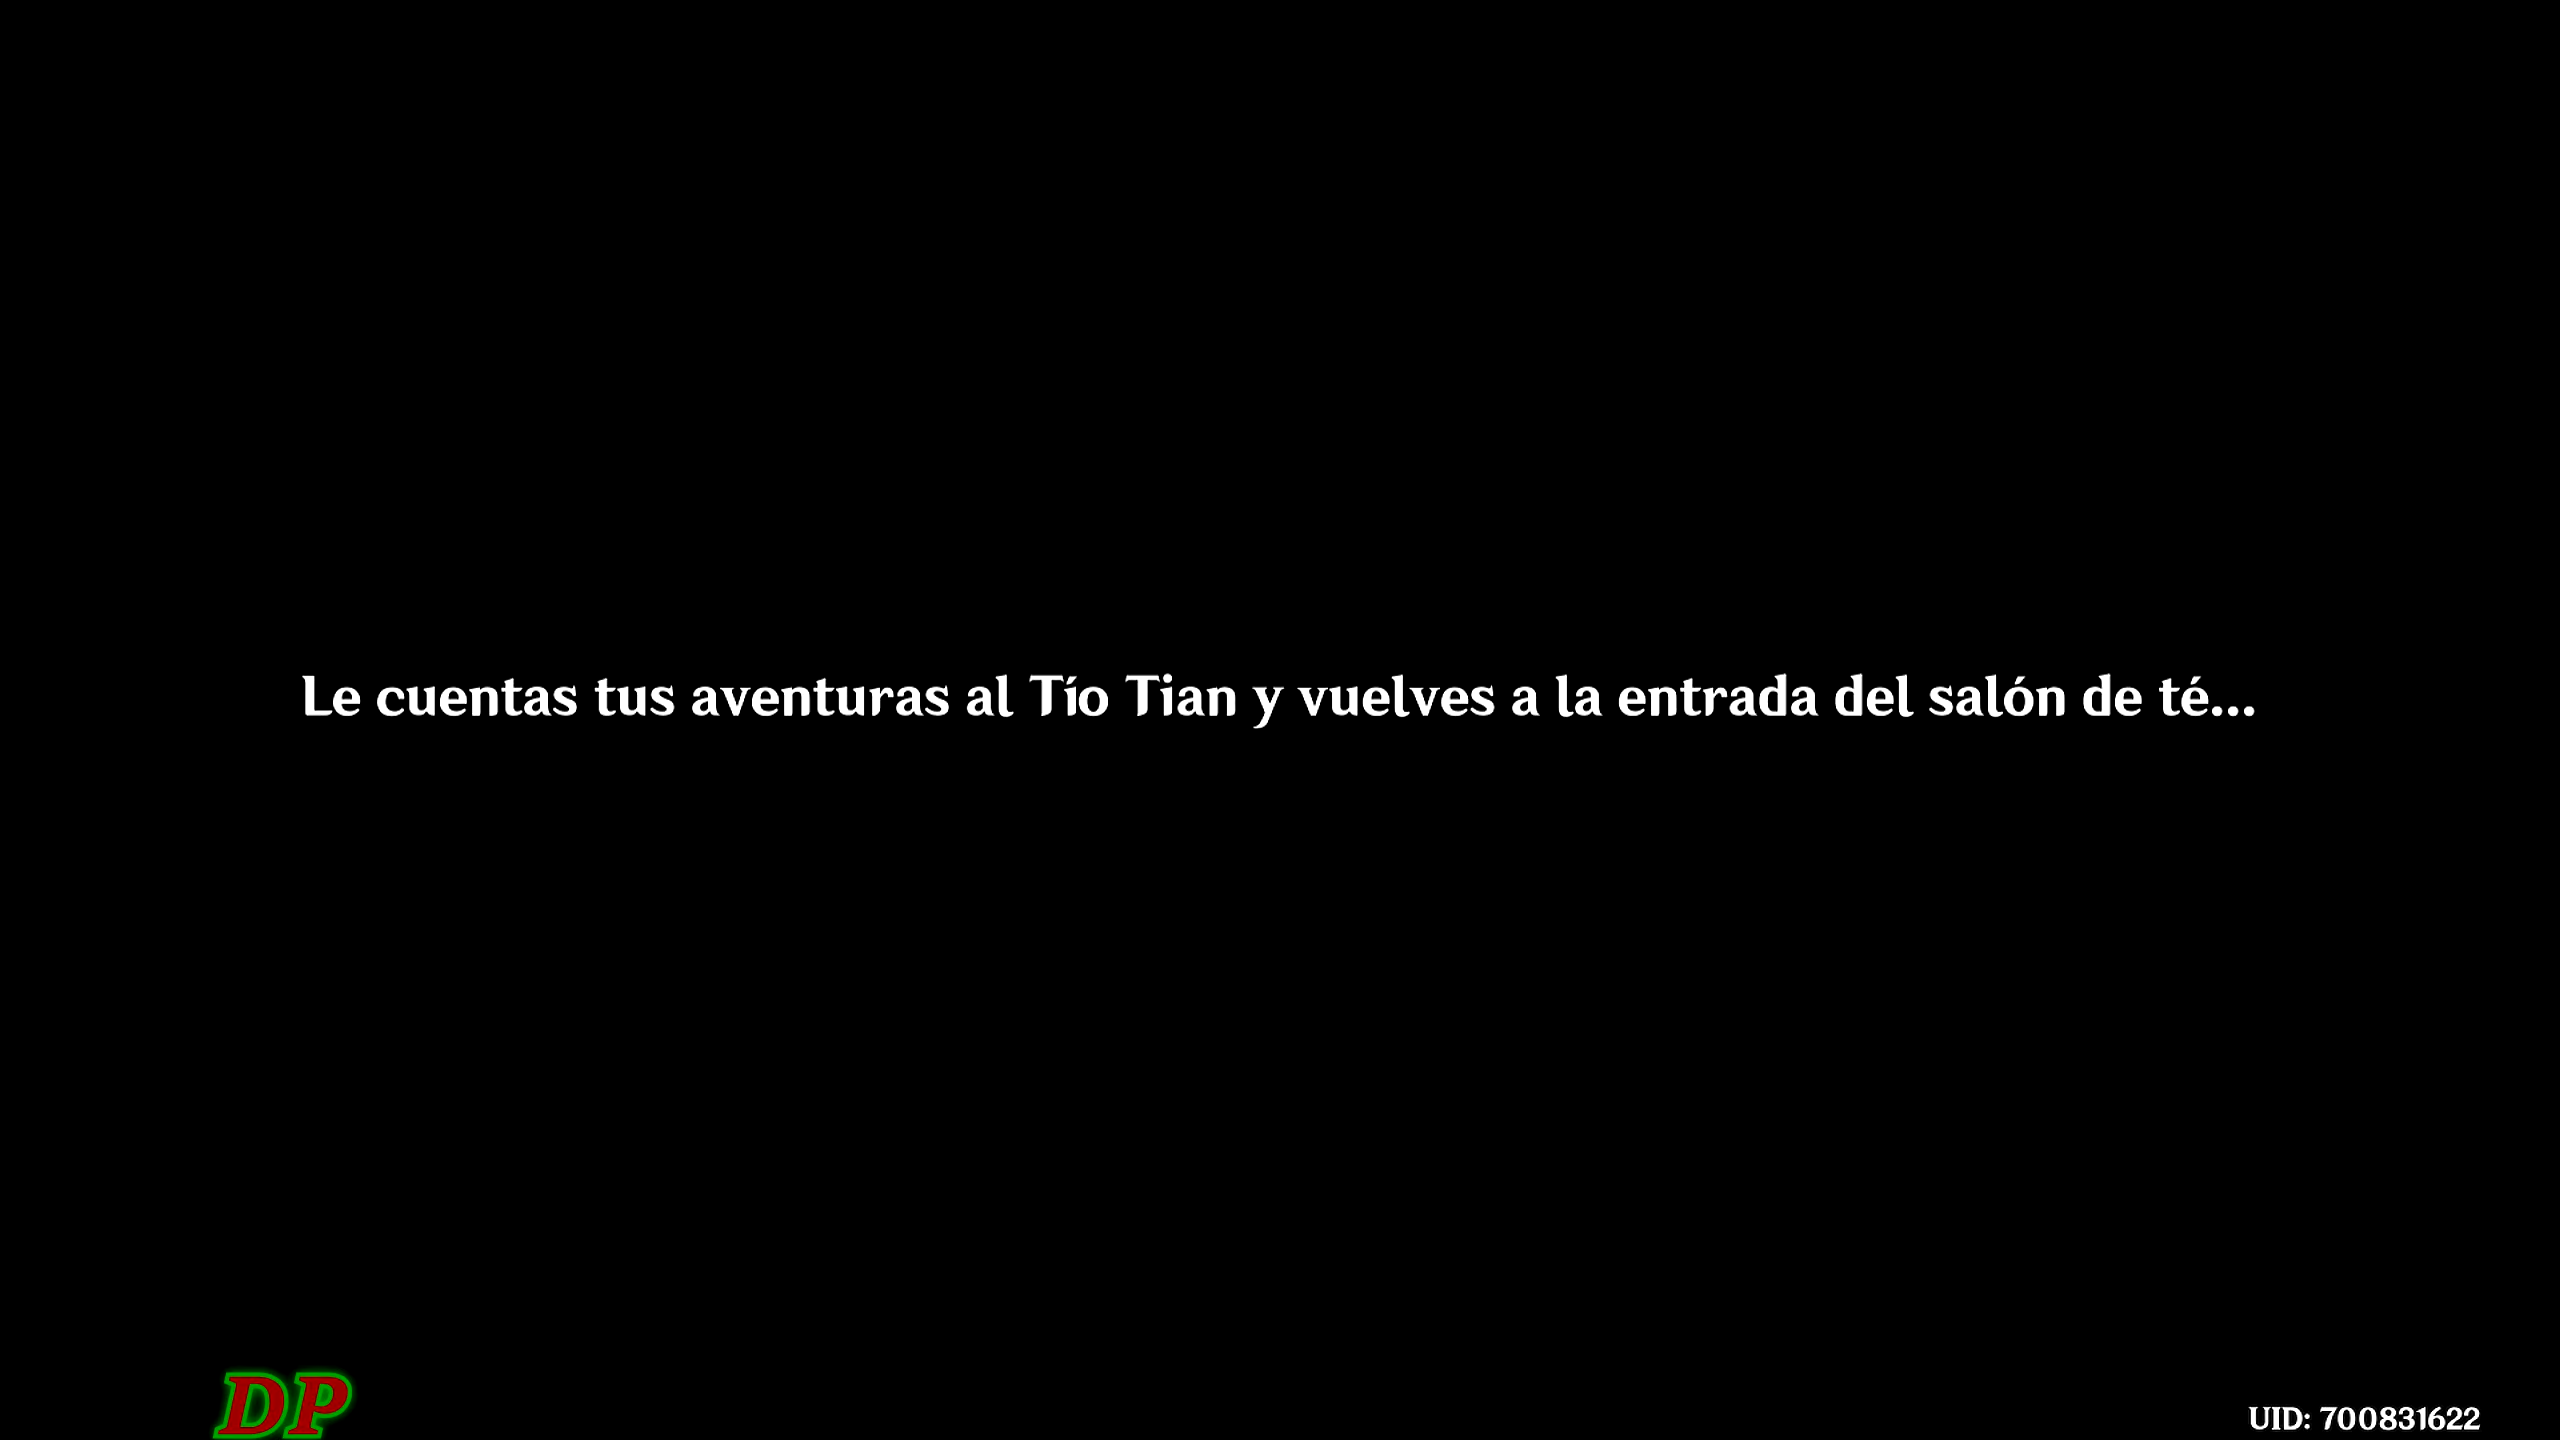 Le cuentas tus aventuras al Tío Tian y vuelves a la entrada del salón de té...
DP
UID: 700831622